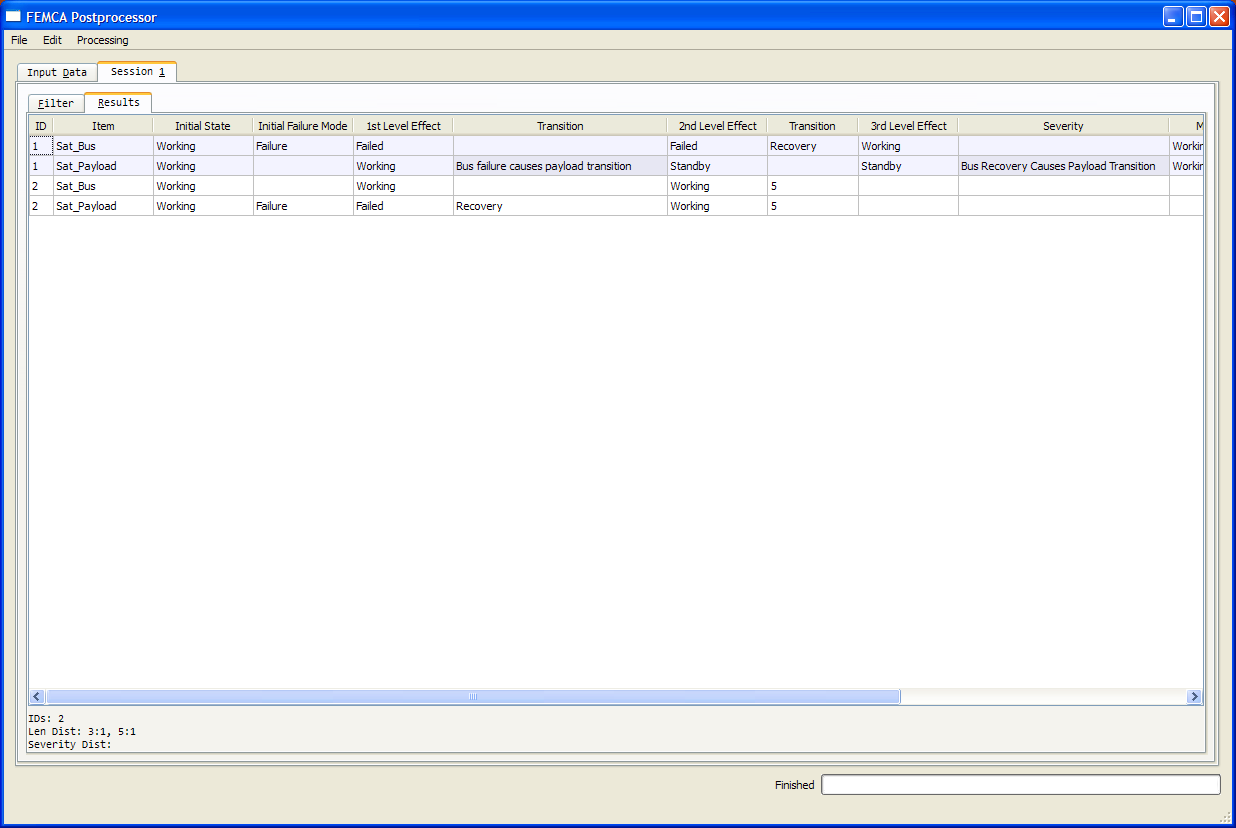 FEMCA Postprocessor
File Edit Processing
Input Data Session 1
Filter Results
ID Item Initial State Initial Failure Mode 1st Level Effect Transition 2nd Level Effect Transition 3rd Level Effect Severity M
1 Sat_Bus Working Failure Failed Failed Recovery Working Workin
1 Sat_Payload Working Working Bus failure causes payload transition Standby Standby Bus Recovery Causes Payload Transition Workin
2 Sat_Bus Working Working Working 5
2 Sat_Payload Working Failure Failed Recovery Working 5
IDs: 2
Len Dist: 3:1, 5:1
Severity Dist:
Finished